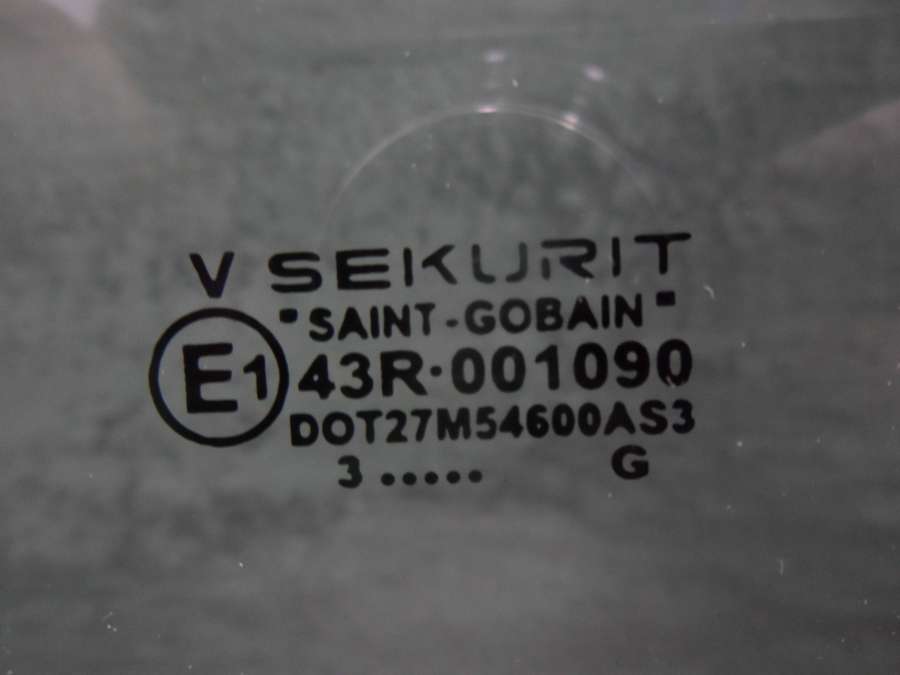 V SEKURIT
"SAINT-GOBAIN"
E1 43R·001090
DOT27M54600AS3
3 ..... G